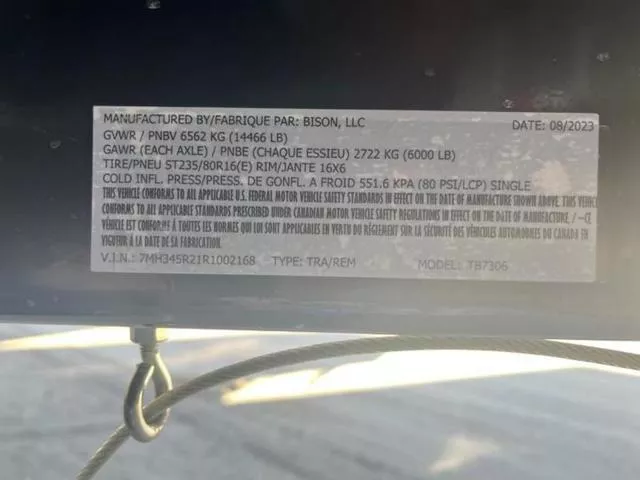 MANUFACTURED BY/FABRIQUE PAR: BISON, LLC DATE: 08/2023
GVWR / PNBV 6562 KG (14466 LB)
GAWR (EACH AXLE) / PNBE (CHAQUE ESSIEU) 2722 KG (6000 LB)
TIRE/PNEU ST235/80R16(E) RIM/JANTE 16X6
COLD INFL. PRESS/PRESS. DE GONFL. A FROID 551.6 KPA (80 PSI/LCP) SINGLE
THIS VEHICLE CONFORMS TO ALL APPLICABLE U.S. FEDERAL MOTOR VEHICLE SAFETY
STANDARDS IN EFFECT ON THE DATE OF MANUFACTURE SHOWN ABOVE. THIS VEHICLE
CONFORMS TO ALL APPLICABLE STANDARDS PRESCRIBED UNDER CANADIAN MOTOR VEHICLE SAFETY REGULATIONS IN EFFECT ON THE DATE OF MANUFACTURE. /
VÉHICULE EST CONFORME À TOUTES LES NORMES QUI LUI SONT APPLICABLES EN VERTU DU RÈGLEMENT SUR LA SÉCURITÉ DES VÉHICULES AUTOMOBILES DU CANADA EN
VIGUEUR À LA DATE DE SA FABRICATION.
V.I.N.: 7MH345R21R1002168 TYPE: TRA/REM MODEL: TB7306